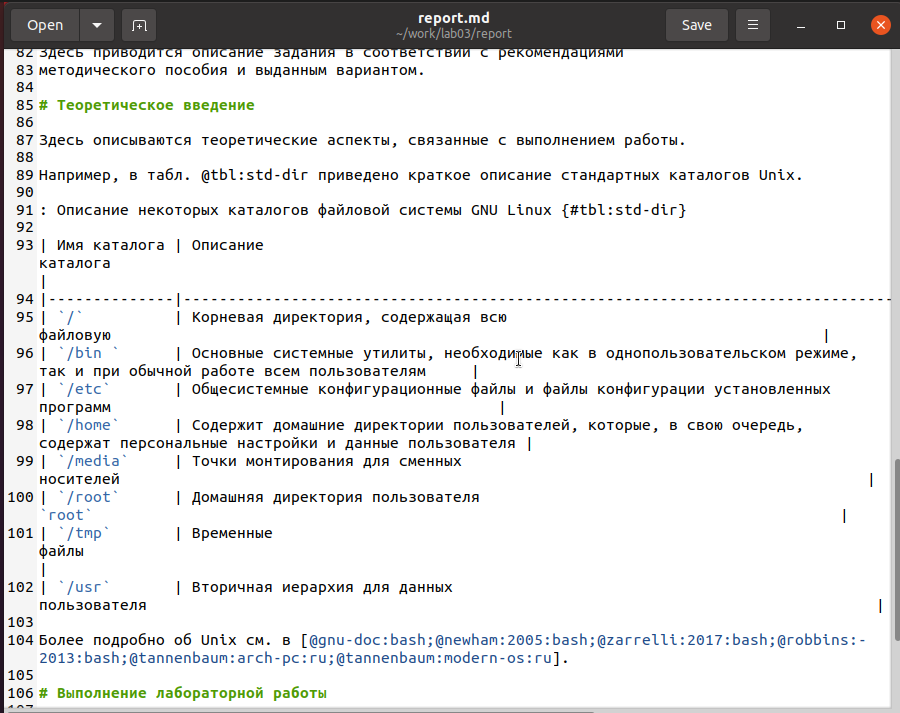 Open
report.md
~/work/lab03/report
Save
82 Здесь приводится описание задания в соответствии с рекомендациями
83 методического пособия и выданным вариантом.
84
85 # Теоретическое введение
86
87 Здесь описываются теоретические аспекты, связанные с выполнением работы.
88
89 Например, в табл. @tbl:std-dir приведено краткое описание стандартных каталогов Unix.
90
91 : Описание некоторых каталогов файловой системы GNU Linux {#tbl:std-dir}
92
93 | Имя каталога | Описание
каталога
|
94 |--------------|-------------------------------------------------------------------------------
95 | `/`          | Корневая директория, содержащая всю
файловую |
96 | `/bin `      | Основные системные утилиты, необходимые как в однопользовательском режиме,
так и при обычной работе всем пользователям |
97 | `/etc`       | Общесистемные конфигурационные файлы и файлы конфигурации установленных
программ |
98 | `/home`      | Содержит домашние директории пользователей, которые, в свою очередь,
содержат персональные настройки и данные пользователя |
99 | `/media`     | Точки монтирования для сменных
носителей |
100 | `/root`      | Домашняя директория пользователя
`root` |
101 | `/tmp`       | Временные
файлы
|
102 | `/usr`       | Вторичная иерархия для данных
пользователя |
103
104 Более подробно об Unix см. в [@gnu-doc:bash;@newham:2005:bash;@zarrelli:2017:bash;@robbins:-
2013:bash;@tannenbaum:arch-pc:ru;@tannenbaum:modern-os:ru].
105
106 # Выполнение лабораторной работы
107